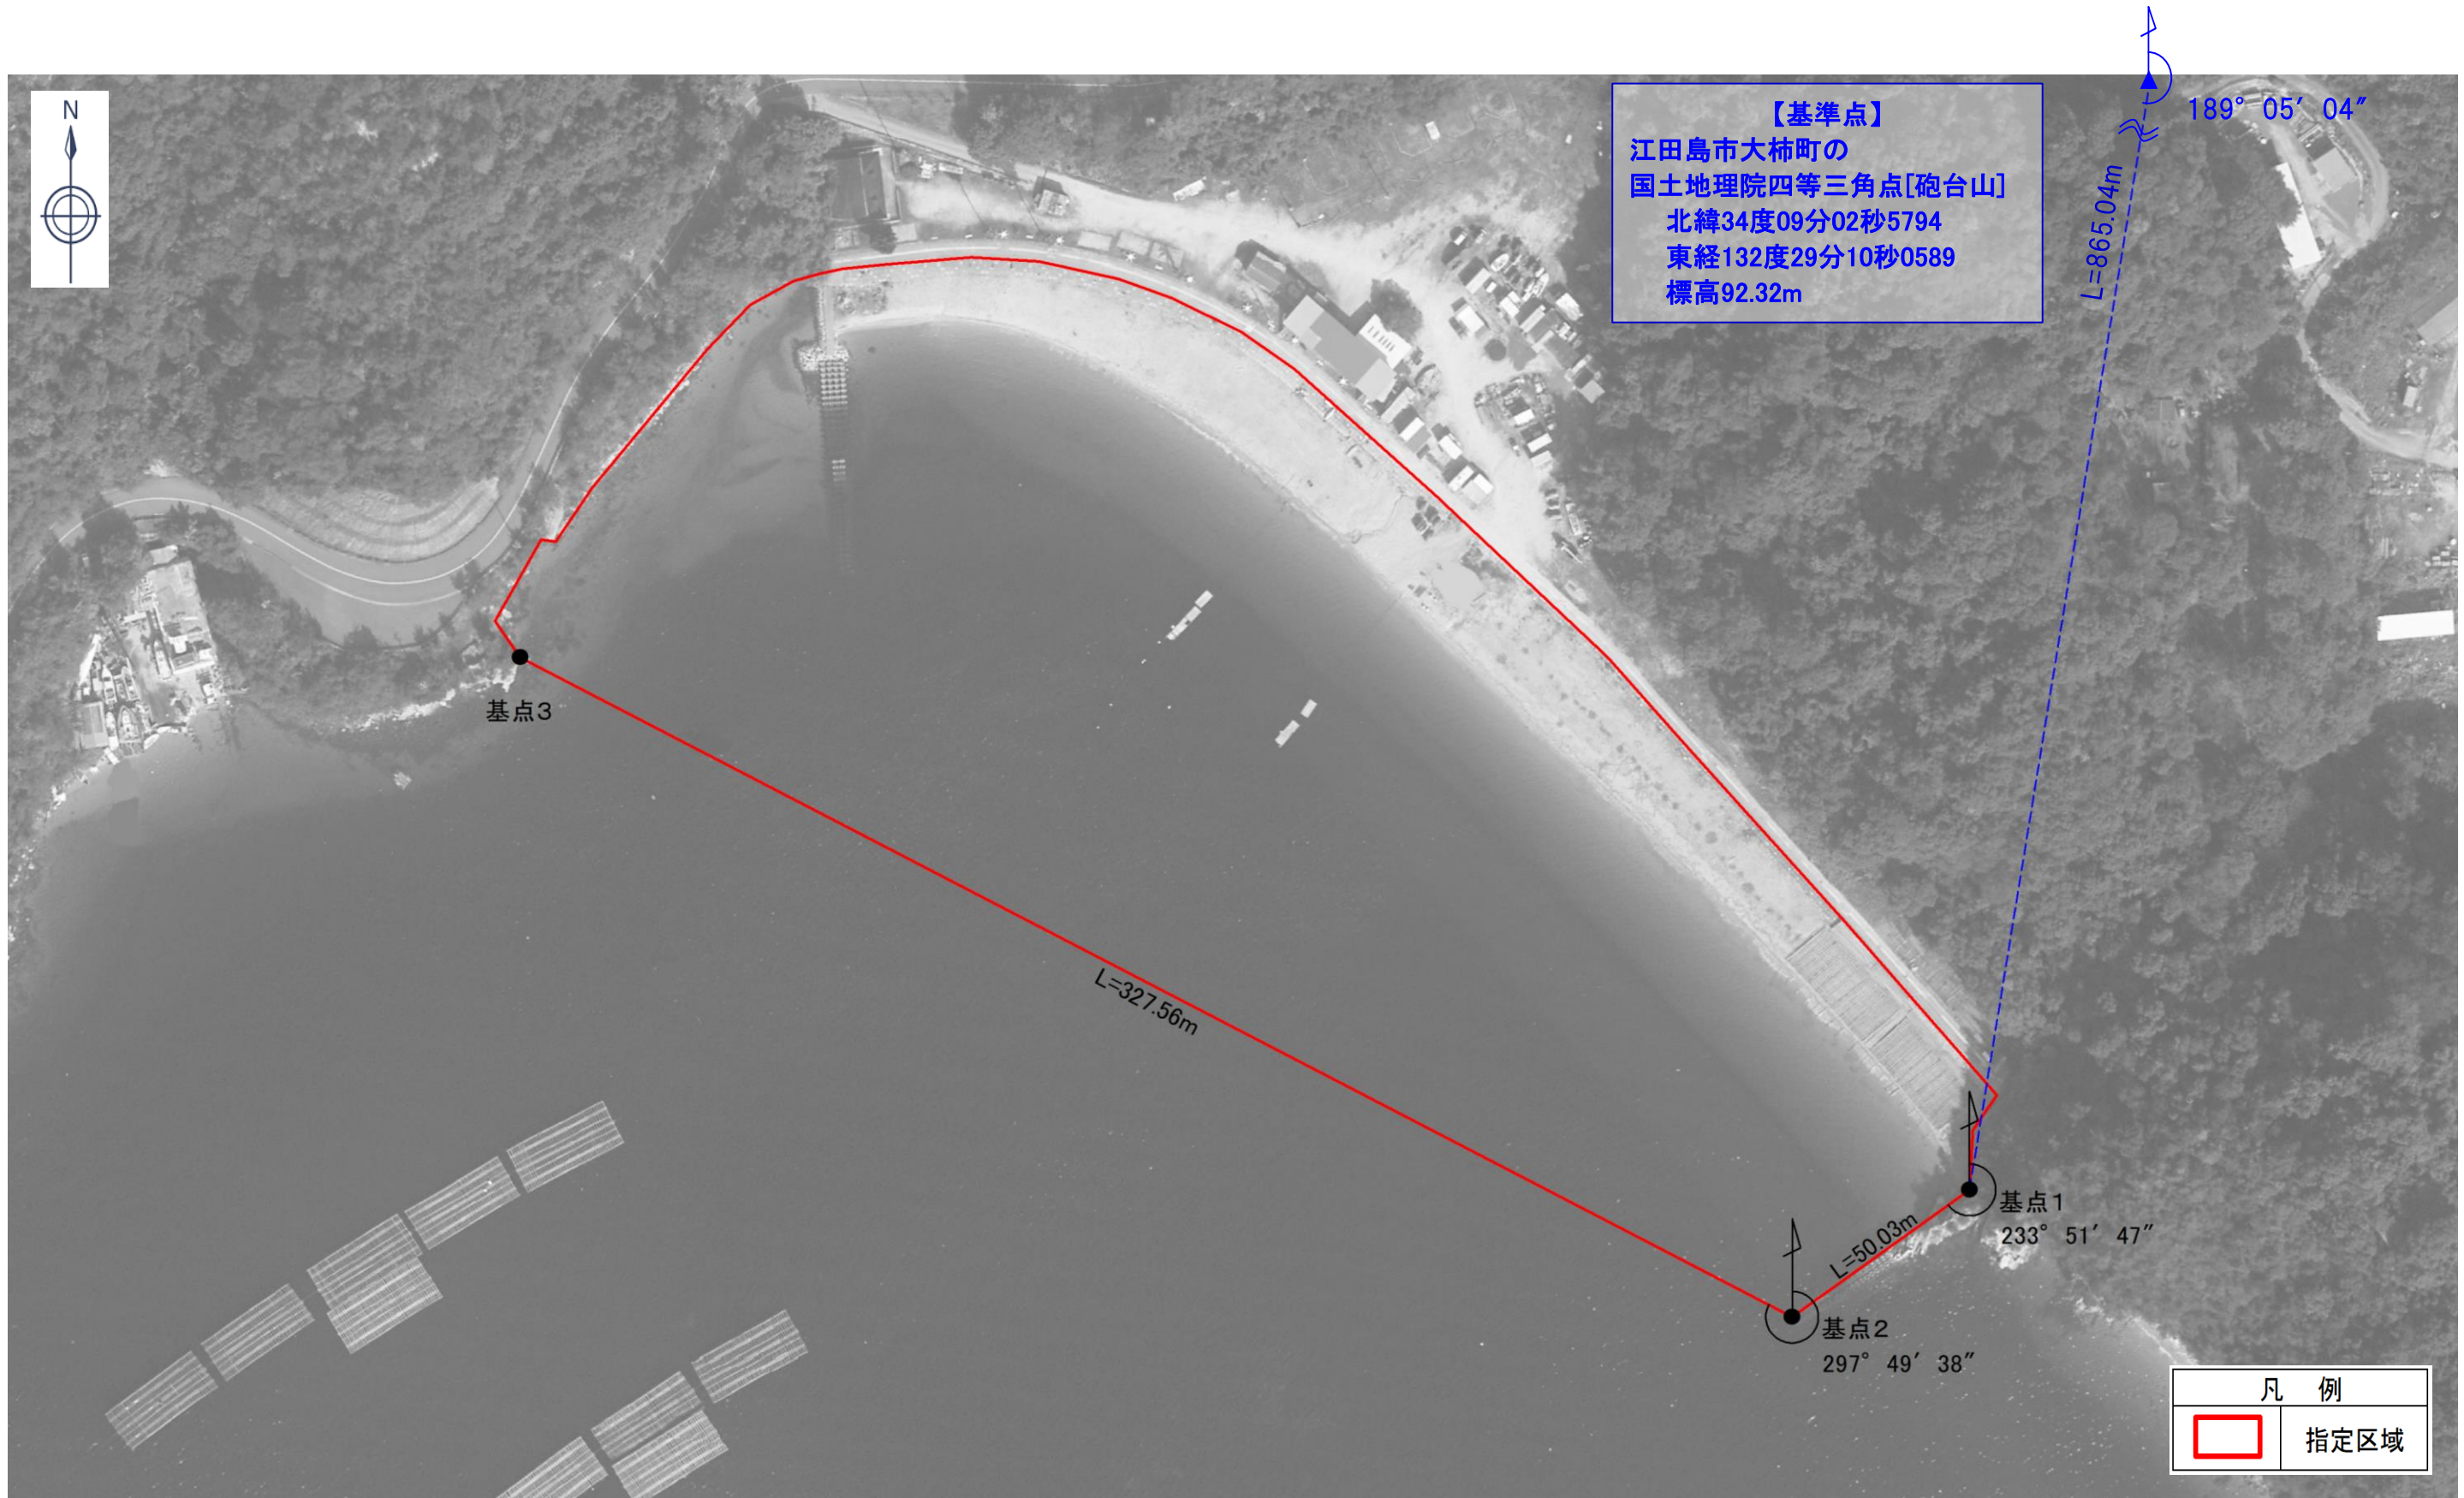 N
【基準点】
江田島市大柿町の
国土地理院四等三角点[砲台山]
北緯34度09分02秒5794
東経132度29分10秒0589
標高92.32m
189° 05′ 04″
L=865.04m
基点3
L=327.56m
基点1
233° 51′ 47″
L=50.03m
基点2
297° 49′ 38″
凡 例
指定区域